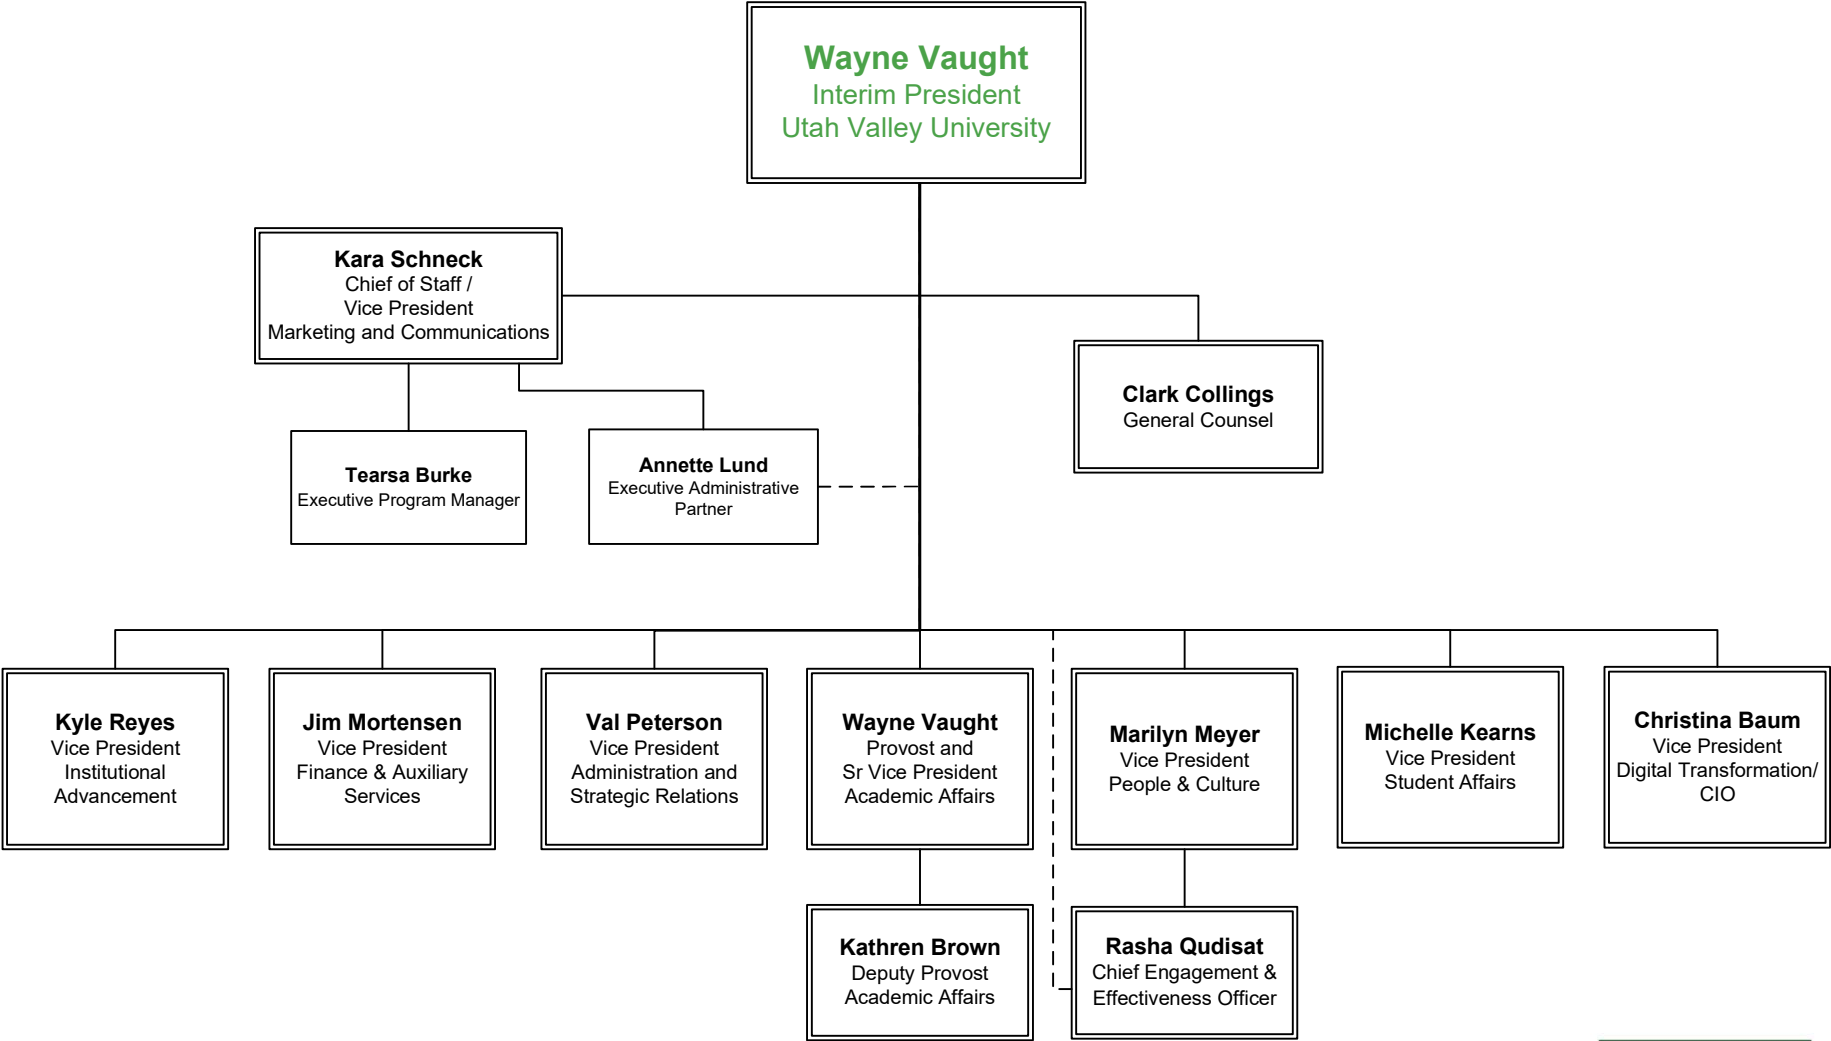 Wayne Vaught
Interim President
Utah Valley University
Kara Schneck
Chief of Staff /
Vice President
Marketing and Communications
Clark Collings
General Counsel
Tearsa Burke
Executive Program Manager
Annette Lund
Executive Administrative
Partner
Kyle Reyes
Vice President
Institutional
Advancement
Jim Mortensen
Vice President
Finance & Auxiliary
Services
Val Peterson
Vice President
Administration and
Strategic Relations
Wayne Vaught
Provost and
Sr Vice President
Academic Affairs
Marilyn Meyer
Vice President
People & Culture
Michelle Kearns
Vice President
Student Affairs
Christina Baum
Vice President
Digital Transformation/
CIO
Kathren Brown
Deputy Provost
Academic Affairs
Rasha Qudisat
Chief Engagement &
Effectiveness Officer